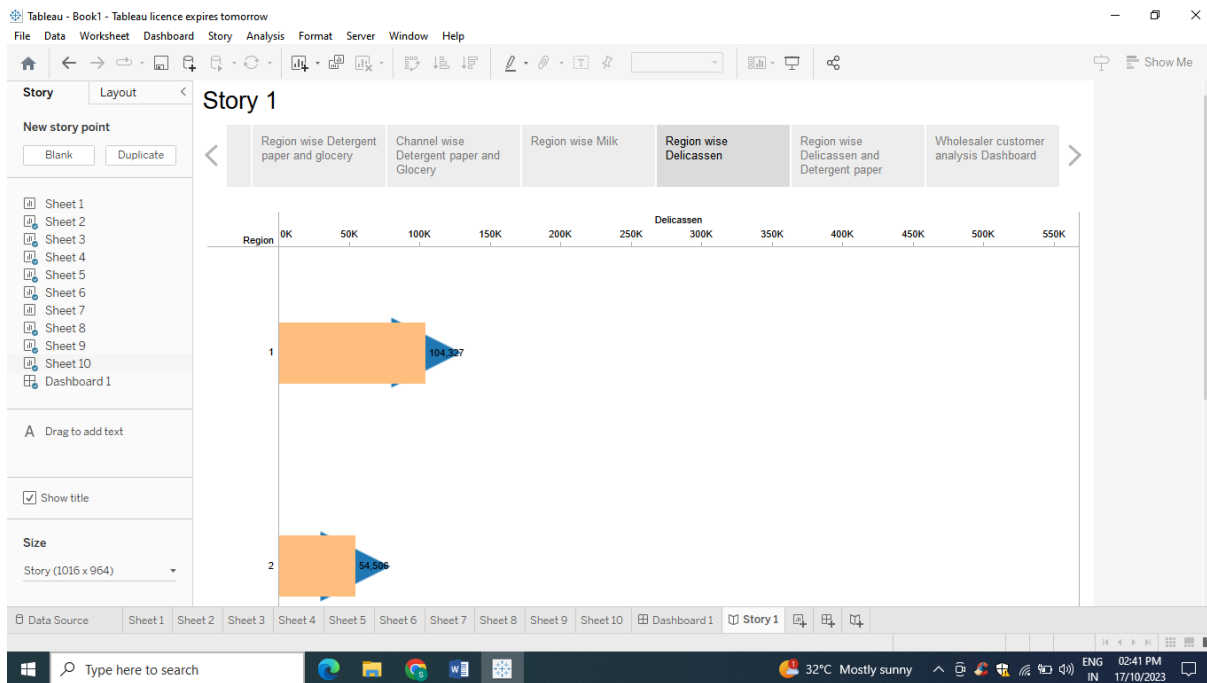 Tableau - Book1 - Tableau licence expires tomorrow
File Data Worksheet Dashboard Story Analysis Format Server Window Help
Show Me
Story Layout
New story point
Blank Duplicate
Sheet 1
Sheet 2
Sheet 3
Sheet 4
Sheet 5
Sheet 6
Sheet 7
Sheet 8
Sheet 9
Sheet 10
Dashboard 1
A Drag to add text
Show title
Size
Story (1016 x 964)
Story 1
Region wise Detergent
paper and glocery
Channel wise
Detergent paper and
Glocery
Region wise Milk
Region wise
Delicassen
Region wise
Delicassen and
Detergent paper
Wholesaler customer
analysis Dashboard
Delicassen
Region 0K 50K 100K 150K 200K 250K 300K 350K 400K 450K 500K 550K
1 104,327
2 54,506
Data Source Sheet 1 Sheet 2 Sheet 3 Sheet 4 Sheet 5 Sheet 6 Sheet 7 Sheet 8 Sheet 9 Sheet 10 Dashboard 1 Story 1
Type here to search
32°C Mostly sunny
ENG
IN
02:41 PM
17/10/2023